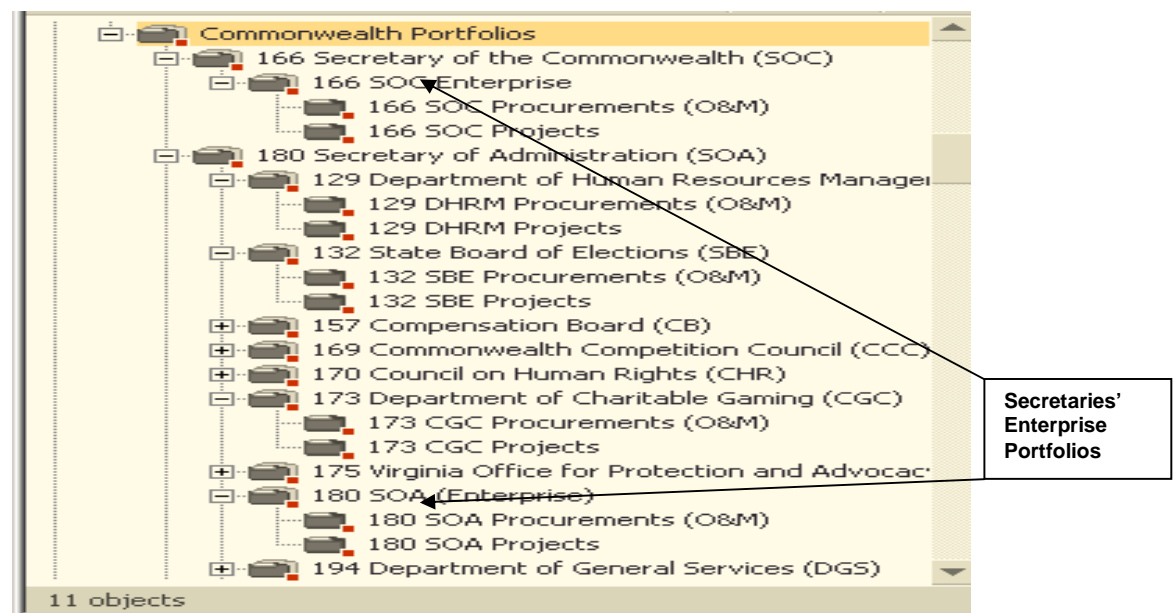 Commonwealth Portfolios
166 Secretary of the Commonwealth (SOC)
166 SOC Enterprise
166 SOC Procurements (O&M)
166 SOC Projects
180 Secretary of Administration (SOA)
129 Department of Human Resources Manager
129 DHRM Procurements (O&M)
129 DHRM Projects
132 State Board of Elections (SBE)
132 SBE Procurements (O&M)
132 SBE Projects
157 Compensation Board (CB)
169 Commonwealth Competition Council (CCC)
170 Council on Human Rights (CHR)
173 Department of Charitable Gaming (CGC)
173 CGC Procurements (O&M)
173 CGC Projects
175 Virginia Office for Protection and Advocac
180 SOA (Enterprise)
180 SOA Procurements (O&M)
180 SOA Projects
194 Department of General Services (DGS)
11 objects
Secretaries'
Enterprise
Portfolios